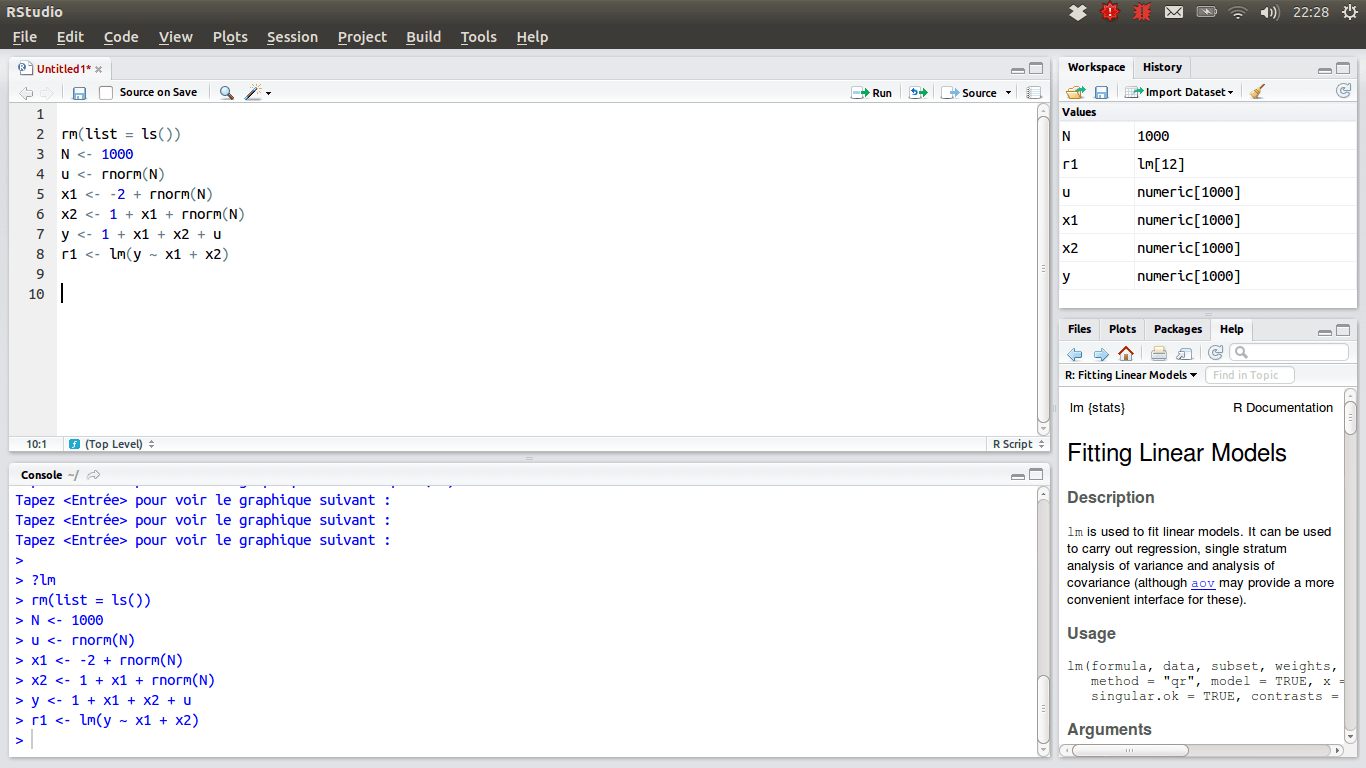 RStudio
22:28
File Edit Code View Plots Session Project Build Tools Help
Untitled1*
Source on Save Run Source
1
2 rm(list = ls())
3 N <- 1000
4 u <- rnorm(N)
5 x1 <- -2 + rnorm(N)
6 x2 <- 1 + x1 + rnorm(N)
7 y <- 1 + x1 + x2 + u
8 r1 <- lm(y ~ x1 + x2)
9
10
10:1 (Top Level) R Script
Console ~/
Tapez <Entrée> pour voir le graphique suivant :
Tapez <Entrée> pour voir le graphique suivant :
Tapez <Entrée> pour voir le graphique suivant :
>
> ?lm
> rm(list = ls())
> N <- 1000
> u <- rnorm(N)
> x1 <- -2 + rnorm(N)
> x2 <- 1 + x1 + rnorm(N)
> y <- 1 + x1 + x2 + u
> r1 <- lm(y ~ x1 + x2)
>
Workspace History
Import Dataset
Values
N 1000
r1 lm[12]
u numeric[1000]
x1 numeric[1000]
x2 numeric[1000]
y numeric[1000]
Files Plots Packages Help
R: Fitting Linear Models Find in Topic
lm {stats} R Documentation
Fitting Linear Models
Description
lm is used to fit linear models. It can be used
to carry out regression, single stratum
analysis of variance and analysis of
covariance (although aov may provide a more
convenient interface for these).
Usage
lm(formula, data, subset, weights,
method = "qr", model = TRUE, x =
singular.ok = TRUE, contrasts =
Arguments